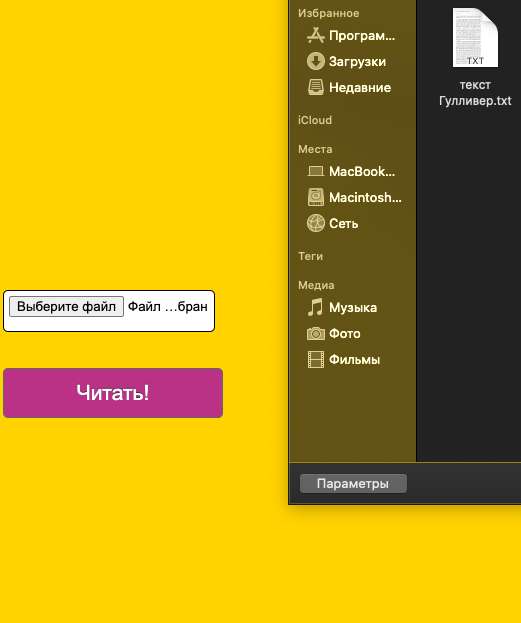 Избранное
Програм...
Загрузки
Недавние
iCloud
Места
MacBook...
Macintosh...
Сеть
Теги
Медиа
Музыка
Фото
Фильмы
TXT
текст
Гулливер.txt
Выберите файл Файл ...бран
Читать!
Параметры